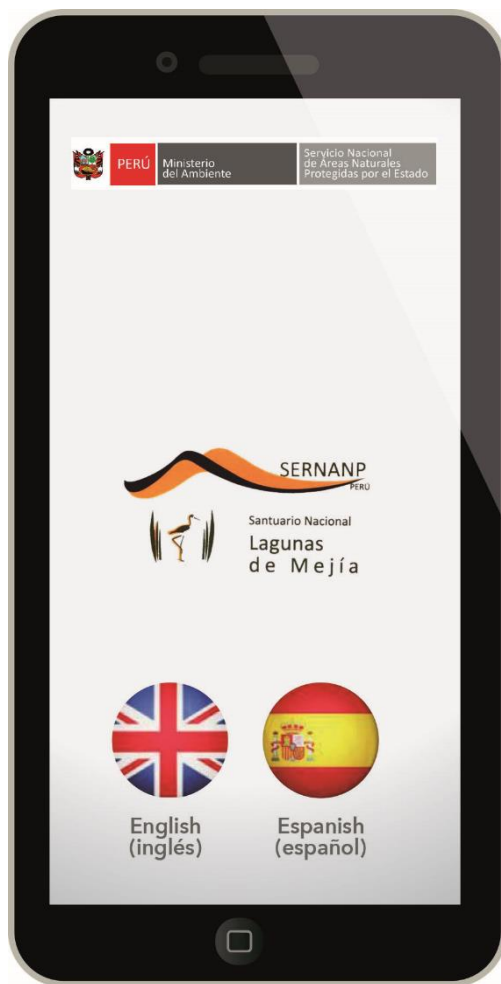 PERÚ
Ministerio
del Ambiente
Servicio Nacional
de Áreas Naturales
Protegidas por el Estado
SERNANP
PERÚ
Santuario Nacional
Lagunas
de Mejía
English
(inglés)
Espanish
(español)